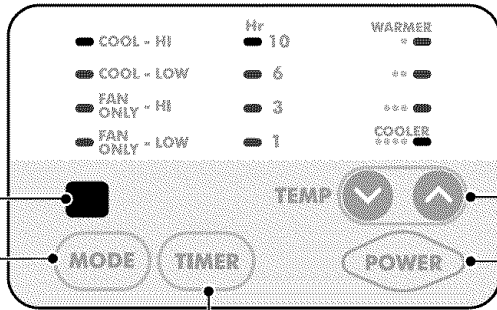 Hr
WARMER
COOL - HI 10 *
COOL - LOW 6 **
FAN ONLY - HI 3 ***
COOLER
FAN ONLY - LOW 1 ****
TEMP
MODE TIMER POWER